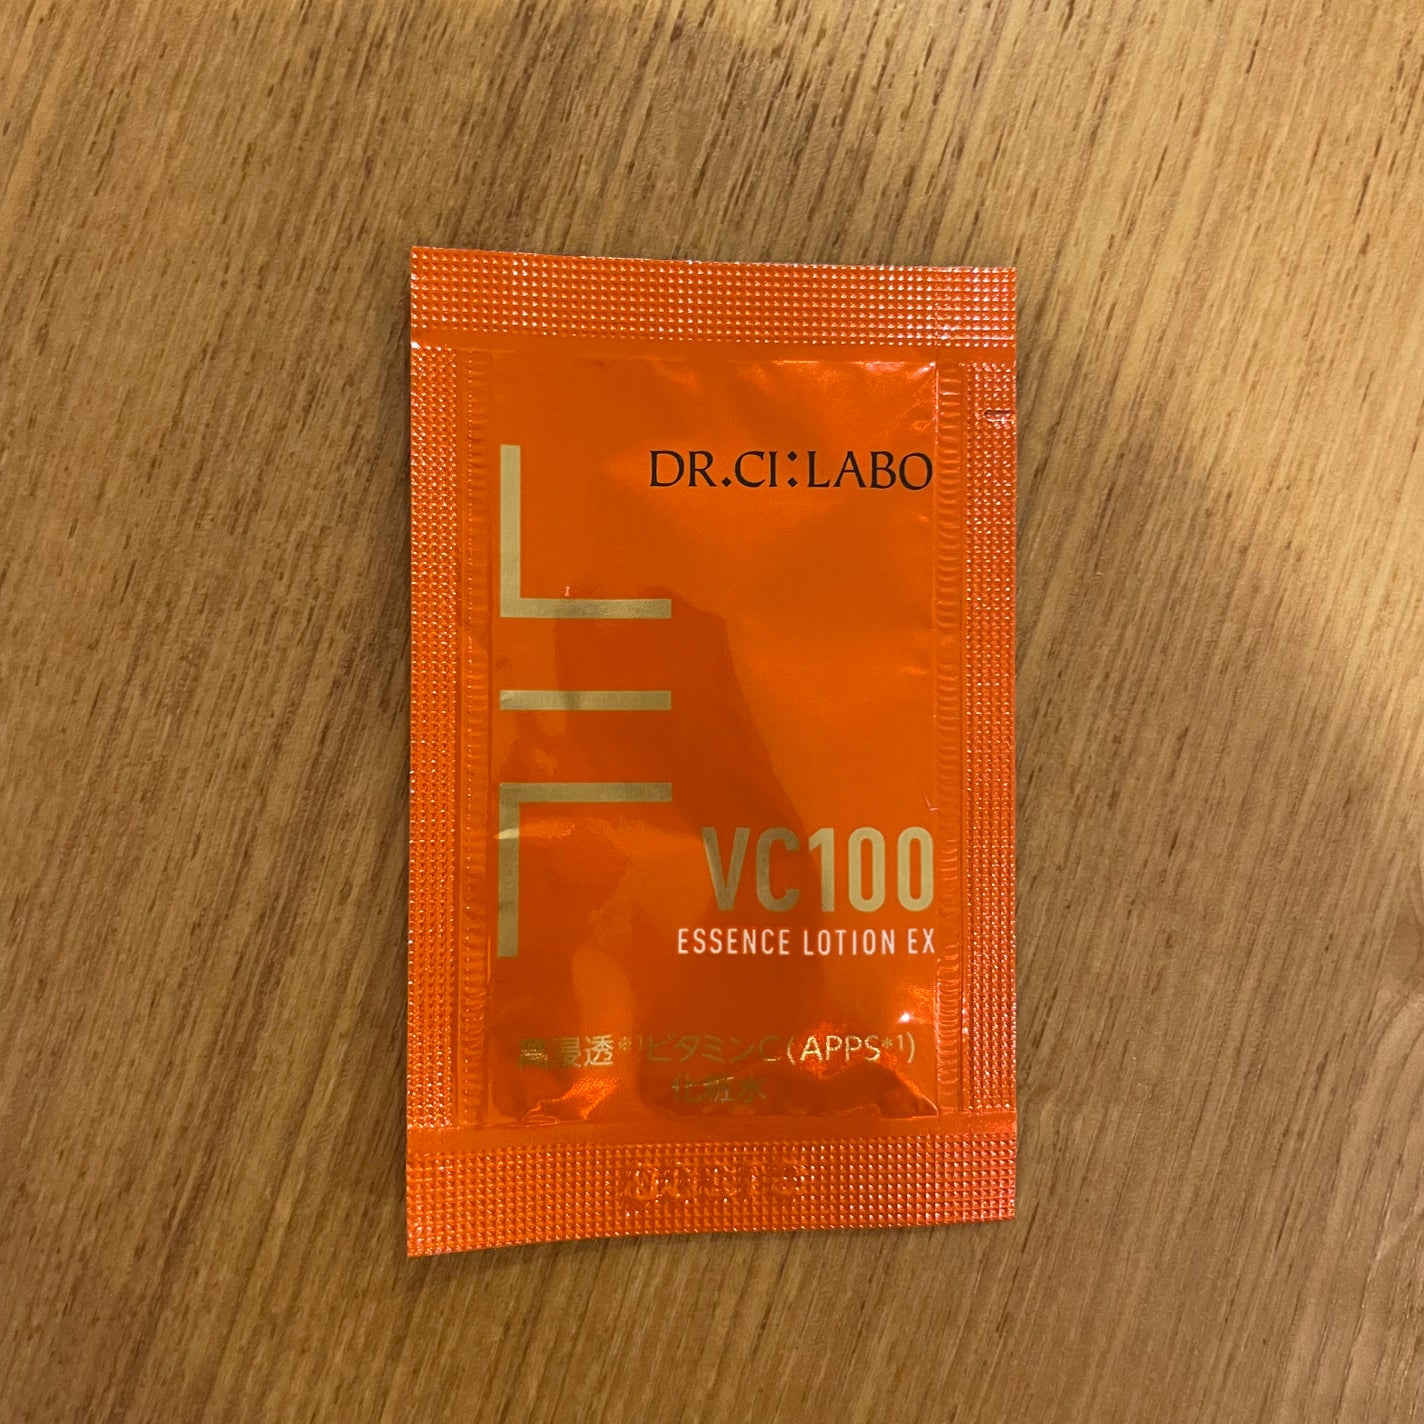 DR.CI:LABO
VC100
ESSENCE LOTION EX
高浸透※1ビタミンC(APPS*1)
化粧水